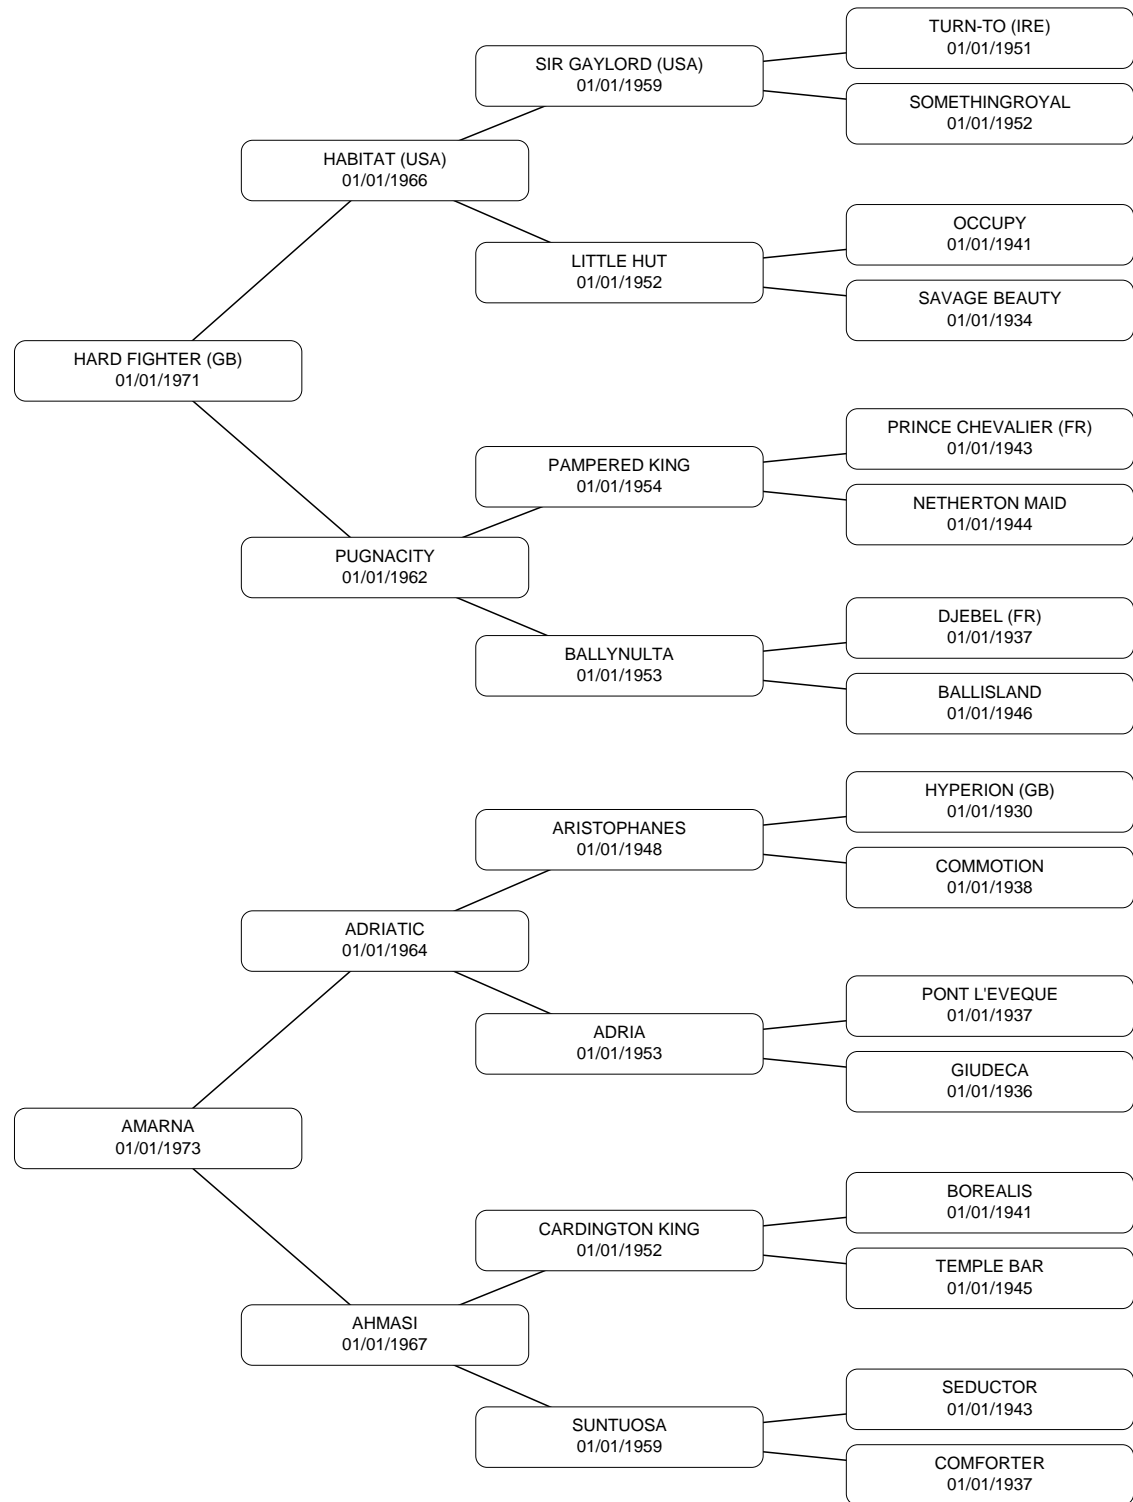 TURN-TO (IRE)
01/01/1951
SIR GAYLORD (USA)
01/01/1959
SOMETHINGROYAL
01/01/1952
HABITAT (USA)
01/01/1966
OCCUPY
01/01/1941
LITTLE HUT
01/01/1952
SAVAGE BEAUTY
01/01/1934
HARD FIGHTER (GB)
01/01/1971
PRINCE CHEVALIER (FR)
01/01/1943
PAMPERED KING
01/01/1954
NETHERTON MAID
01/01/1944
PUGNACITY
01/01/1962
DJEBEL (FR)
01/01/1937
BALLYNULTA
01/01/1953
BALLISLAND
01/01/1946
HYPERION (GB)
01/01/1930
ARISTOPHANES
01/01/1948
COMMOTION
01/01/1938
ADRIATIC
01/01/1964
PONT L'EVEQUE
01/01/1937
ADRIA
01/01/1953
GIUDECA
01/01/1936
AMARNA
01/01/1973
BOREALIS
01/01/1941
CARDINGTON KING
01/01/1952
TEMPLE BAR
01/01/1945
AHMASI
01/01/1967
SEDUCTOR
01/01/1943
SUNTUOSA
01/01/1959
COMFORTER
01/01/1937